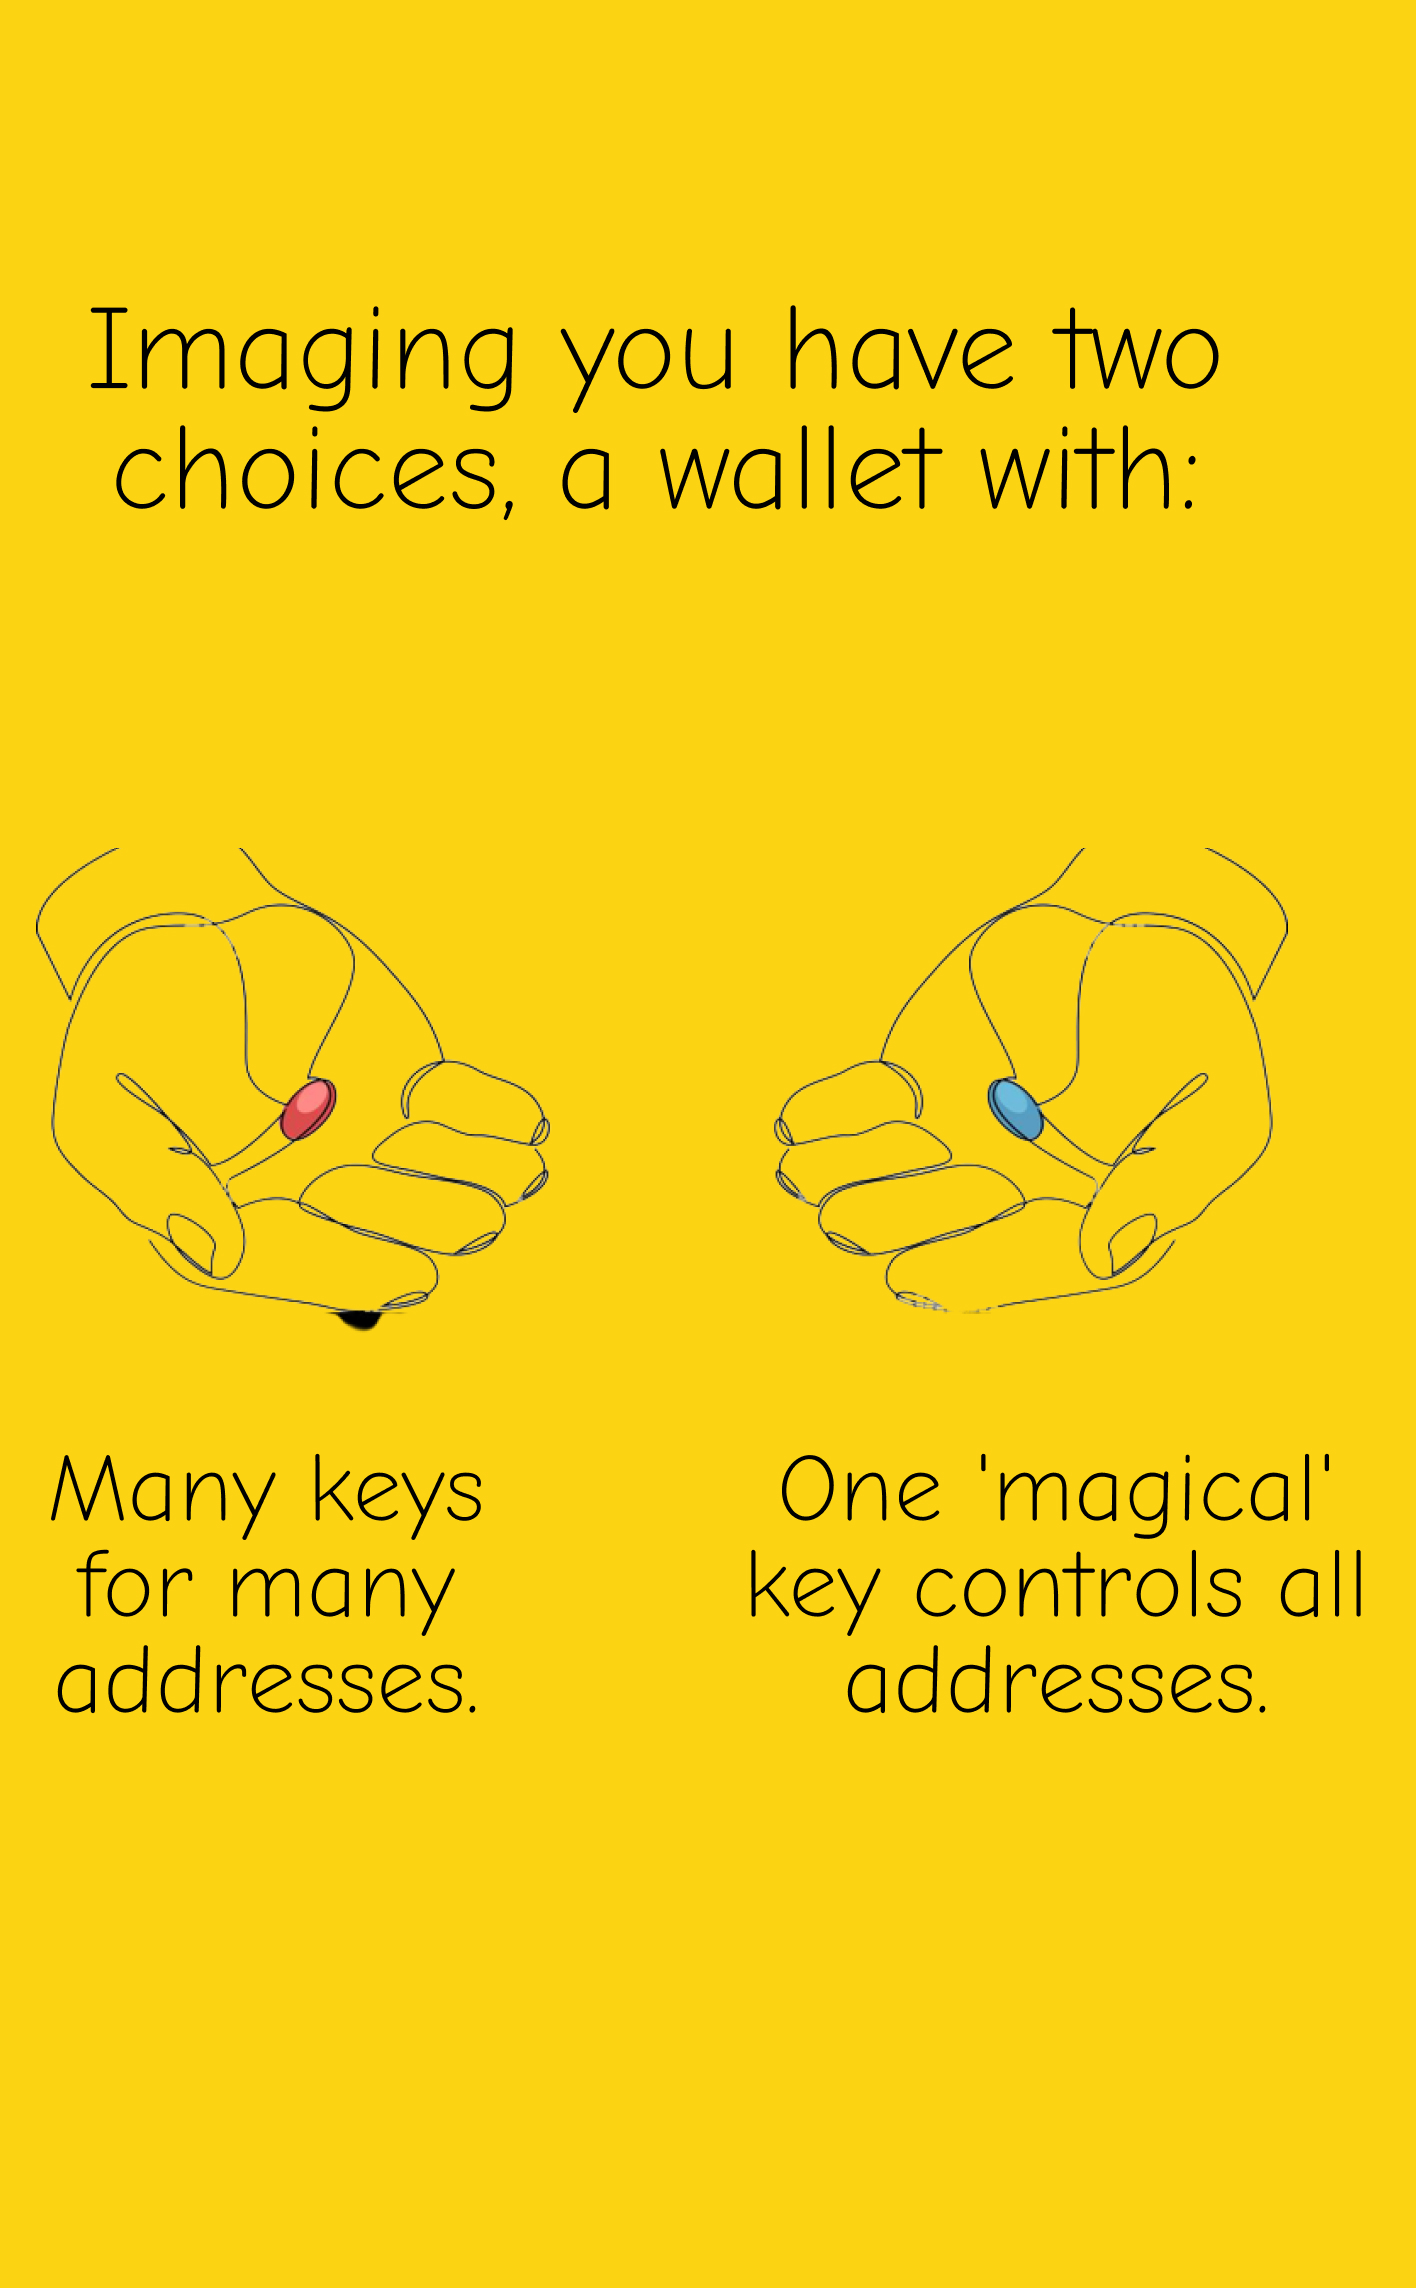 Imaging you have two
choices, a wallet with:
Many keys
for many
addresses.
One 'magical'
key controls all
addresses.